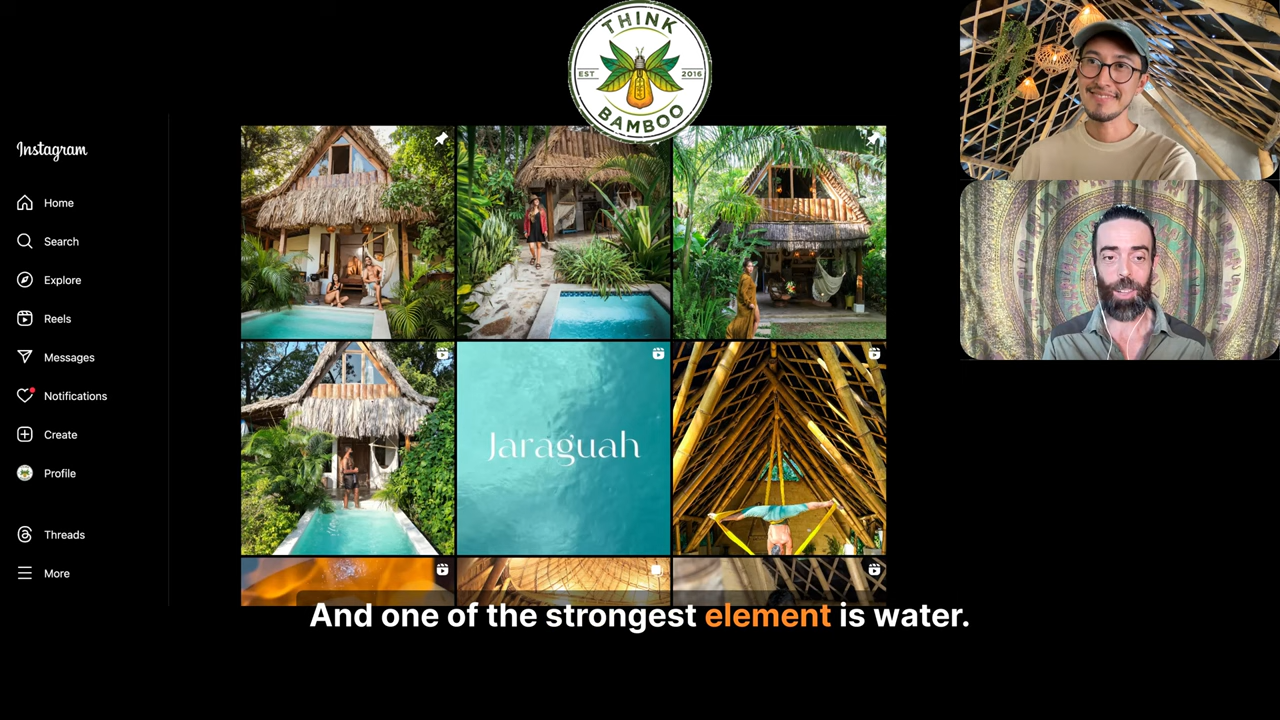 THINK
EST
2016
BAMBOO
Instagram
Home
Search
Explore
Reels
Messages
Notifications
Create
Profile
Threads
More
Jaraguah
And one of the strongest element is water.